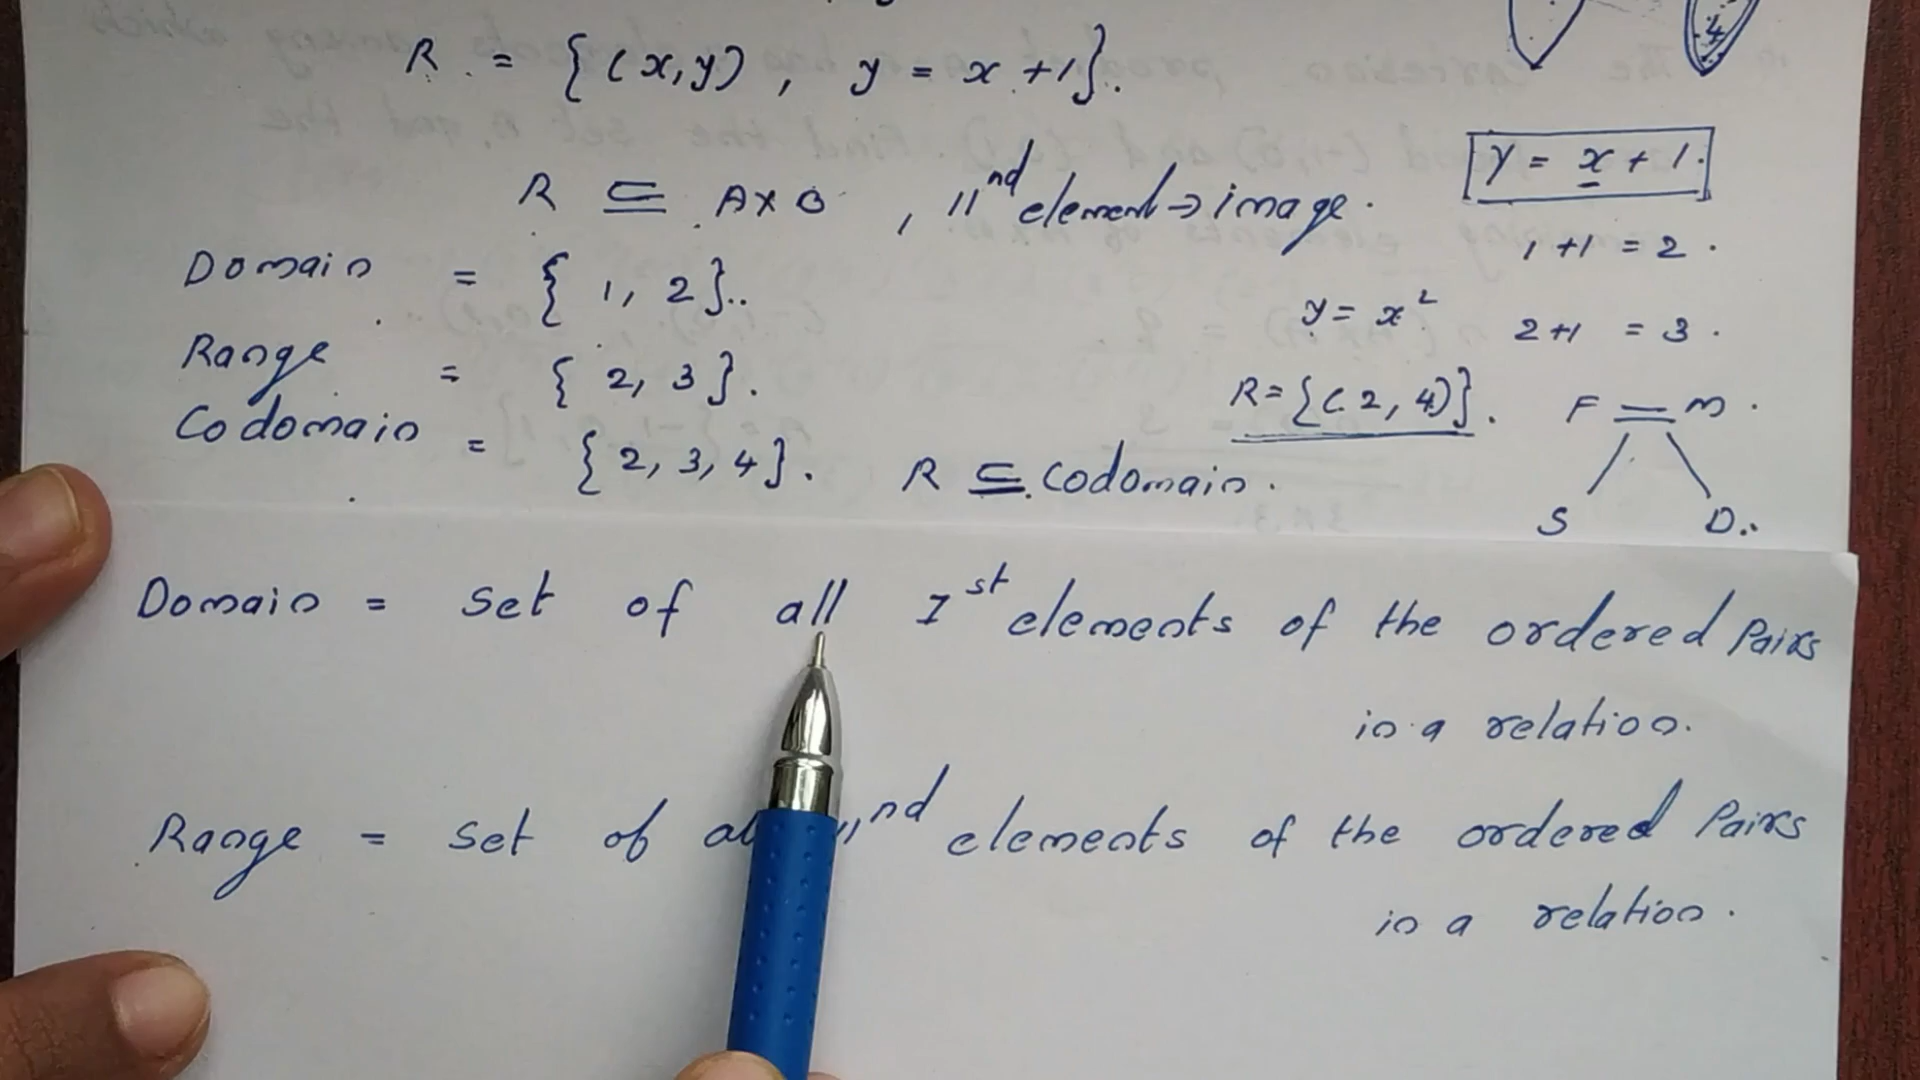 R = {(x,y), y = x+1}.
4
y = x + 1.
R ⊆ A×B, IInd element → image.
1+1 = 2.
Domain = {1, 2}..
y = x²
2+1 = 3.
Range = {2, 3}.
R = {(2, 4)}.
F = M.
Codomain = {2, 3, 4}.
R ⊆ Codomain.
S D.
Domain = set of all Ist elements of the ordered Pairs
in a relation.
Range = set of IInd elements of the ordered Pairs
in a relation.